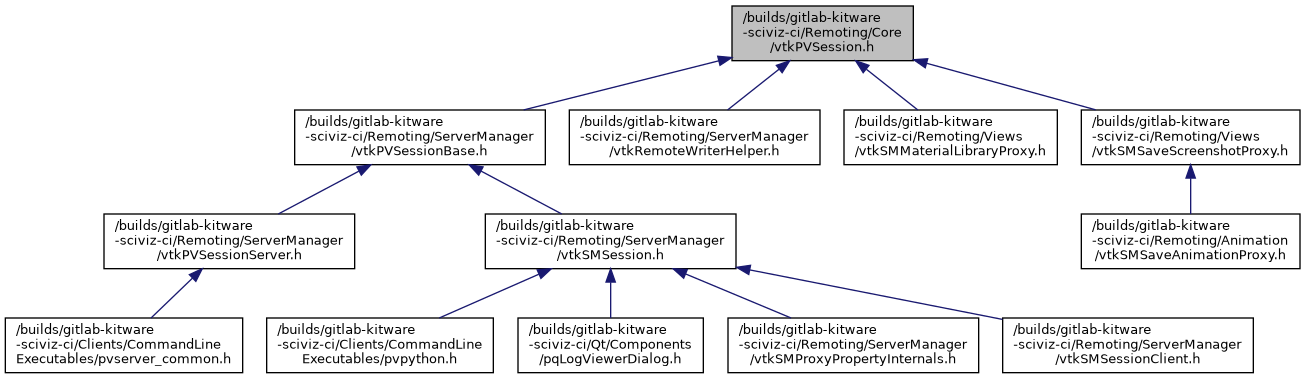 /builds/gitlab-kitware
-sciviz-ci/Remoting/Core
/vtkPVSession.h
/builds/gitlab-kitware
-sciviz-ci/Remoting/ServerManager
/vtkPVSessionBase.h
/builds/gitlab-kitware
-sciviz-ci/Remoting/ServerManager
/vtkRemoteWriterHelper.h
/builds/gitlab-kitware
-sciviz-ci/Remoting/Views
/vtkSMMaterialLibraryProxy.h
/builds/gitlab-kitware
-sciviz-ci/Remoting/Views
/vtkSMSaveScreenshotProxy.h
/builds/gitlab-kitware
-sciviz-ci/Remoting/ServerManager
/vtkPVSessionServer.h
/builds/gitlab-kitware
-sciviz-ci/Remoting/ServerManager
/vtkSMSession.h
/builds/gitlab-kitware
-sciviz-ci/Remoting/Animation
/vtkSMSaveAnimationProxy.h
/builds/gitlab-kitware
-sciviz-ci/Clients/CommandLine
Executables/pvserver_common.h
/builds/gitlab-kitware
-sciviz-ci/Clients/CommandLine
Executables/pvpython.h
/builds/gitlab-kitware
-sciviz-ci/Qt/Components
/pqLogViewerDialog.h
/builds/gitlab-kitware
-sciviz-ci/Remoting/ServerManager
/vtkSMProxyPropertyInternals.h
/builds/gitlab-kitware
-sciviz-ci/Remoting/ServerManager
/vtkSMSessionClient.h